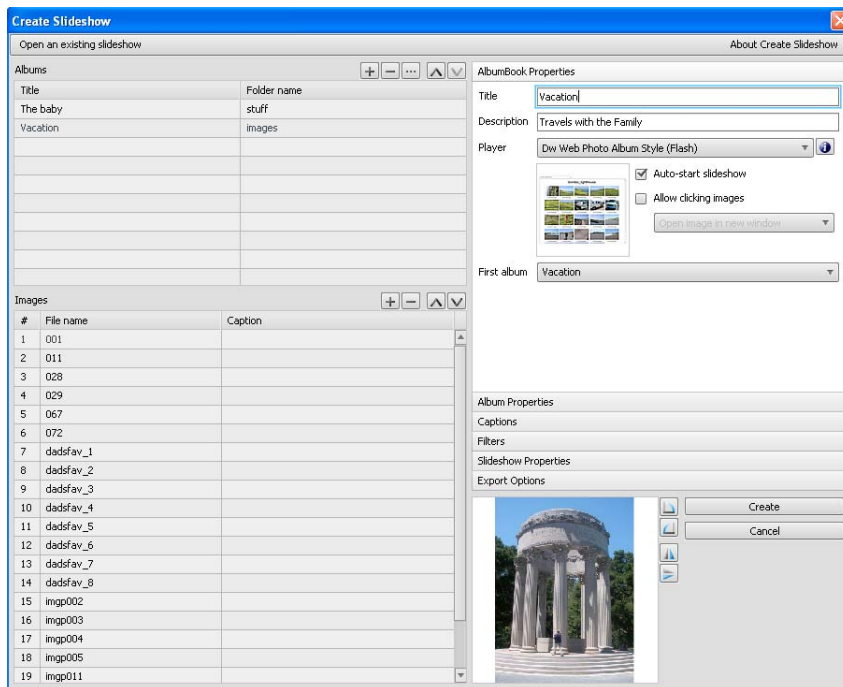 Create Slideshow
Open an existing slideshow
About Create Slideshow
Albums
Title Folder name
The baby stuff
Vacation images
Images
# File name Caption
1 001
2 011
3 028
4 029
5 067
6 072
7 dadsfav_1
8 dadsfav_2
9 dadsfav_3
10 dadsfav_4
11 dadsfav_5
12 dadsfav_6
13 dadsfav_7
14 dadsfav_8
15 imgp002
16 imgp003
17 imgp004
18 imgp005
19 imgp011
AlbumBook Properties
Title Vacation
Description Travels with the Family
Player Dw Web Photo Album Style (Flash)
Auto-start slideshow
Allow clicking images
Open image in new window
First album Vacation
Album Properties
Captions
Filters
Slideshow Properties
Export Options
Create
Cancel